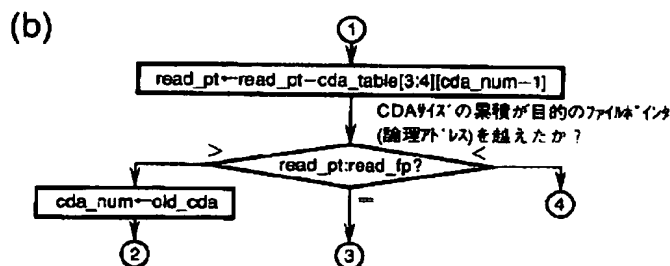 (b)
1
read_pt←read_pt−cda_table[3:4][cda_num−1]
CDAサイズの累積が目的のファイルポインタ
(論理アドレス)を越えたか?
> <
read_pt:read_fp?
cda_num←old_cda
=
4
2
3